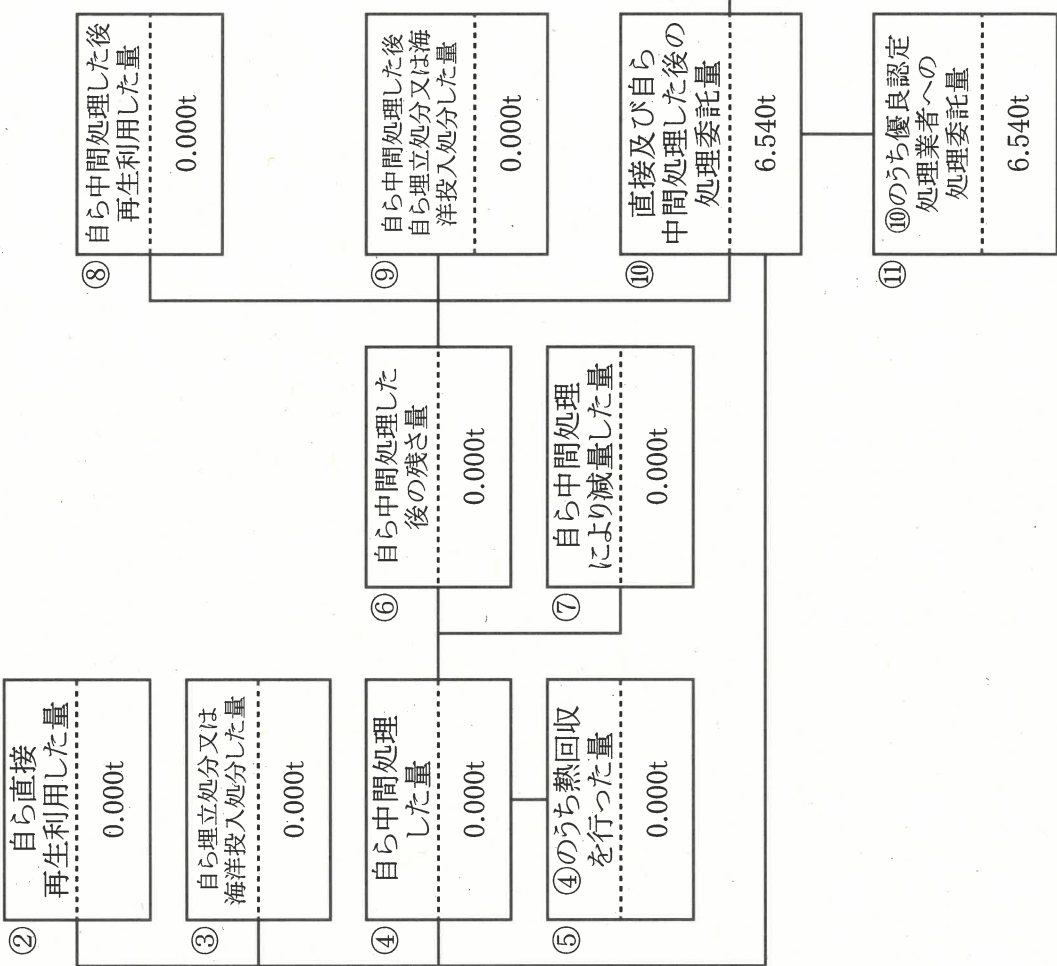 ②
自ら直接
再生利用した量
0.000t
③
自ら埋立処分又は
海洋投入処分した量
0.000t
④
自ら中間処理
した量
0.000t
⑤
④のうち熱回収
を行った量
0.000t
⑥
自ら中間処理した
後の残さ量
0.000t
⑦
自ら中間処理
により減量した量
0.000t
⑧
自ら中間処理した後
再生利用した量
0.000t
⑨
自ら中間処理した後
自ら埋立処分又は海
洋投入処分した量
0.000t
⑩
直接及び自ら
中間処理した後の
処理委託量
6.540t
⑪
⑩のうち優良認定
処理業者への
処理委託量
6.540t